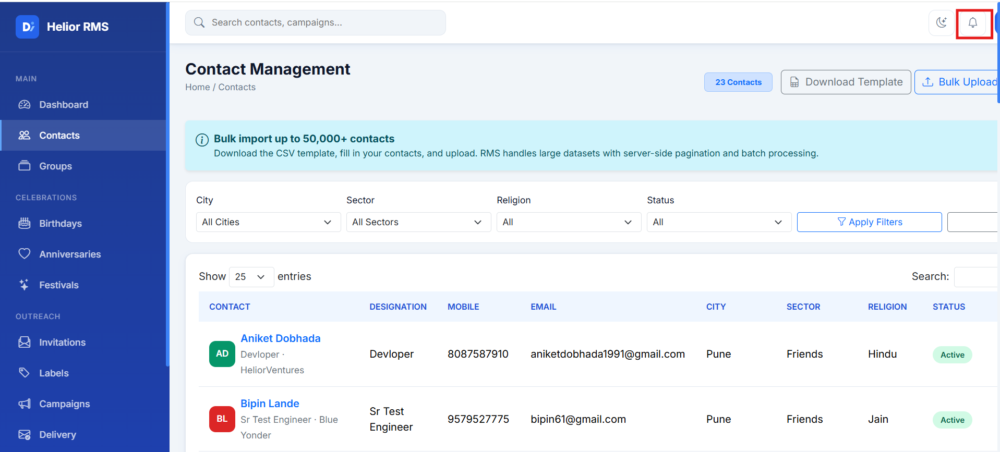 Di Helior RMS
Search contacts, campaigns...
MAIN
Dashboard
Contacts
Groups
CELEBRATIONS
Birthdays
Anniversaries
Festivals
OUTREACH
Invitations
Labels
Campaigns
Delivery
Contact Management
Home / Contacts
23 Contacts
Download Template
Bulk Upload
Bulk import up to 50,000+ contacts
Download the CSV template, fill in your contacts, and upload. RMS handles large datasets with server-side pagination and batch processing.
City Sector Religion Status
All Cities All Sectors All All Apply Filters
Show 25 entries Search:
CONTACT DESIGNATION MOBILE EMAIL CITY SECTOR RELIGION STATUS
AD Aniket Dobhada
Devloper ·
HeliorVentures
Devloper 8087587910 aniketdobhada1991@gmail.com Pune Friends Hindu Active
BL Bipin Lande
Sr Test Engineer · Blue
Yonder
Sr Test
Engineer
9579527775 bipin61@gmail.com Pune Friends Jain Active